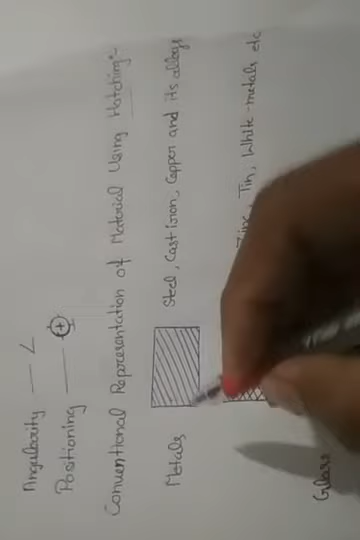 Angularity — ∠
Positioning — ⌖
Conventional Representation of Material Using Hatching:-
Metals Steel, Cast iron, Copper and its alloys
Zinc, Tin, White-metals etc
Glass